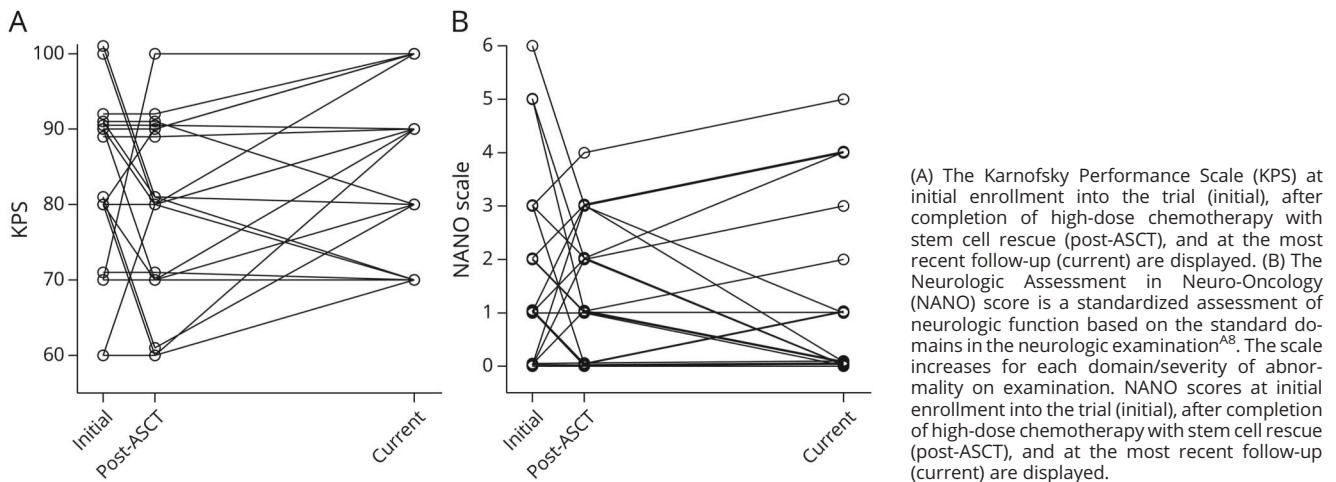 A
100
90
80
70
60
KPS
Initial
Post-ASCT
Current
B
6
5
4
3
2
1
0
NANO scale
Initial
Post-ASCT
Current
(A) The Karnofsky Performance Scale (KPS) at
initial enrollment into the trial (initial), after
completion of high-dose chemotherapy with
stem cell rescue (post-ASCT), and at the most
recent follow-up (current) are displayed. (B) The
Neurologic Assessment in Neuro-Oncology
(NANO) score is a standardized assessment of
neurologic function based on the standard do-
mains in the neurologic examination^A8. The scale
increases for each domain/severity of abnor-
mality on examination. NANO scores at initial
enrollment into the trial (initial), after completion
of high-dose chemotherapy with stem cell rescue
(post-ASCT), and at the most recent follow-up
(current) are displayed.